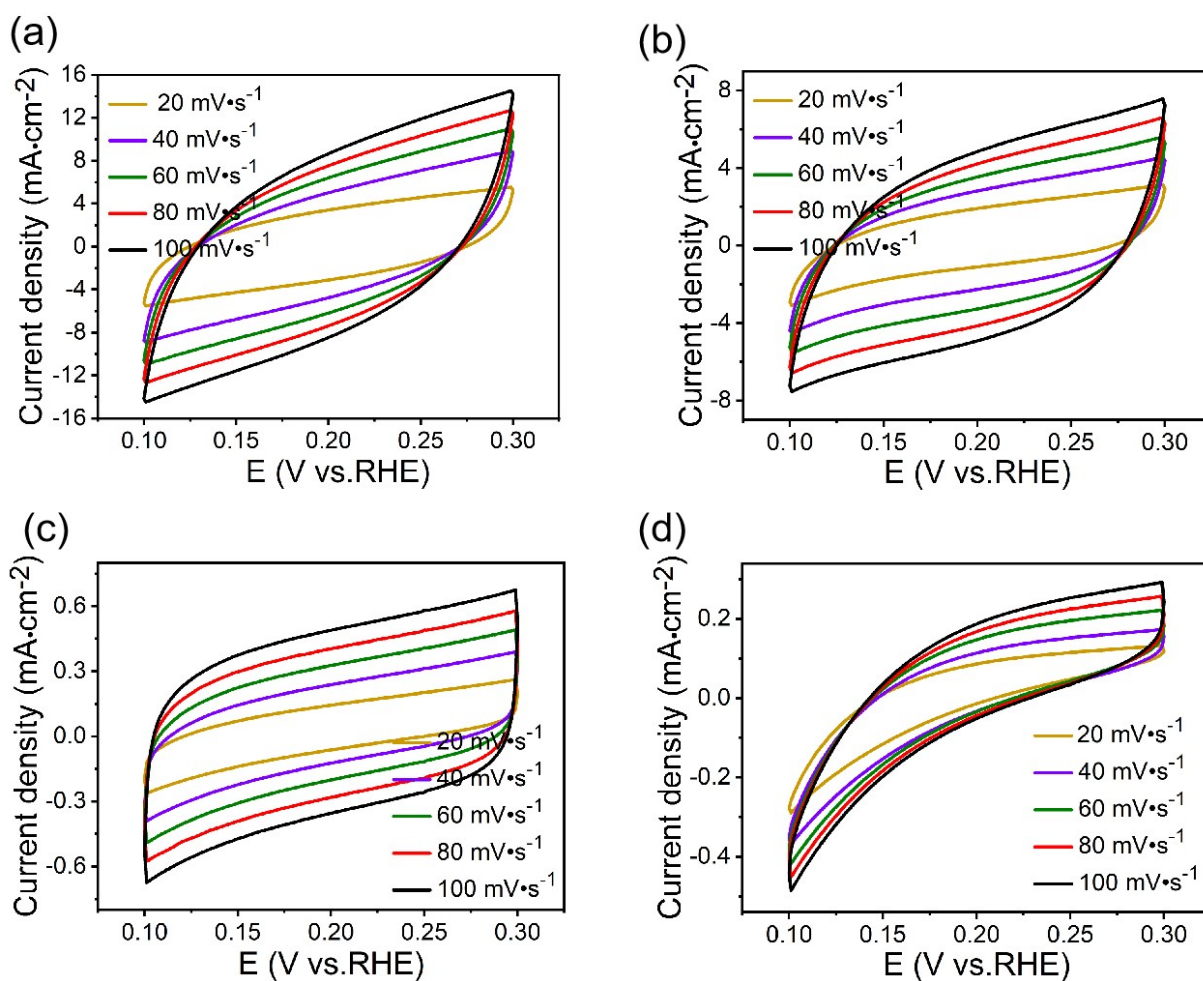 (a)
Current density (mA•cm-2)
16
12
8
4
0
-4
-8
-12
-16
20 mV•s-1
40 mV•s-1
60 mV•s-1
80 mV•s-1
100 mV•s-1
0.10 0.15 0.20 0.25 0.30
E (V vs.RHE)
(b)
Current density (mA•cm-2)
8
4
0
-4
-8
20 mV•s-1
40 mV•s-1
60 mV•s-1
80 mV•s-1
100 mV•s-1
0.10 0.15 0.20 0.25 0.30
E (V vs.RHE)
(c)
Current density (mA•cm-2)
0.6
0.3
0.0
-0.3
-0.6
20 mV•s-1
40 mV•s-1
60 mV•s-1
80 mV•s-1
100 mV•s-1
0.10 0.15 0.20 0.25 0.30
E (V vs.RHE)
(d)
Current density (mA•cm-2)
0.2
0.0
-0.2
-0.4
20 mV•s-1
40 mV•s-1
60 mV•s-1
80 mV•s-1
100 mV•s-1
0.10 0.15 0.20 0.25 0.30
E (V vs.RHE)